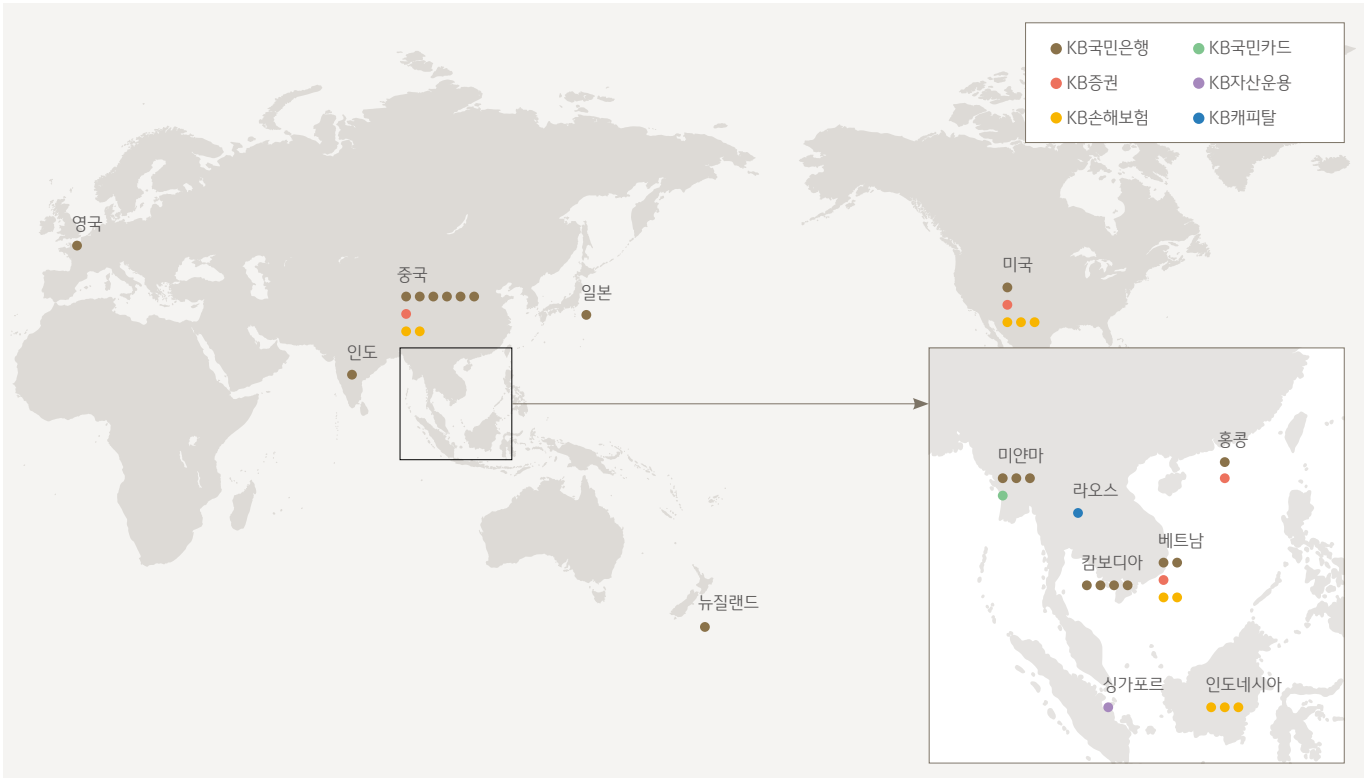 KB국민은행
KB국민카드
KB증권
KB자산운용
KB손해보험
KB캐피탈
영국
중국
일본
인도
미국
뉴질랜드
홍콩
미얀마
라오스
베트남
캄보디아
싱가포르
인도네시아